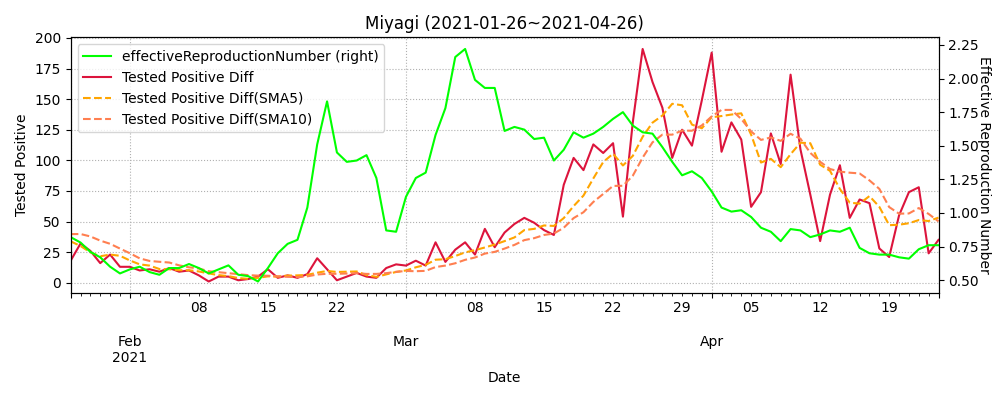 Miyagi (2021-01-26~2021-04-26)
effectiveReproductionNumber (right)
Tested Positive Diff
Tested Positive Diff(SMA5)
Tested Positive Diff(SMA10)
Tested Positive
200
175
150
125
100
75
50
25
0
2.25
2.00
1.75
1.50
1.25
1.00
0.75
0.50
Effective Reproduction Number
08 15 22 08 15 22 29 05 12 19
Feb Mar Apr
2021
Date